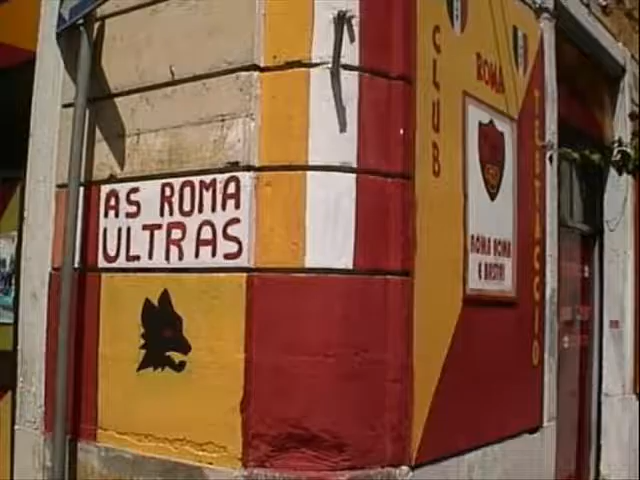 AS ROMA
ULTRAS
CLUB
ROMA
ROMA ROMA
E BASTA!
TESTACCIO